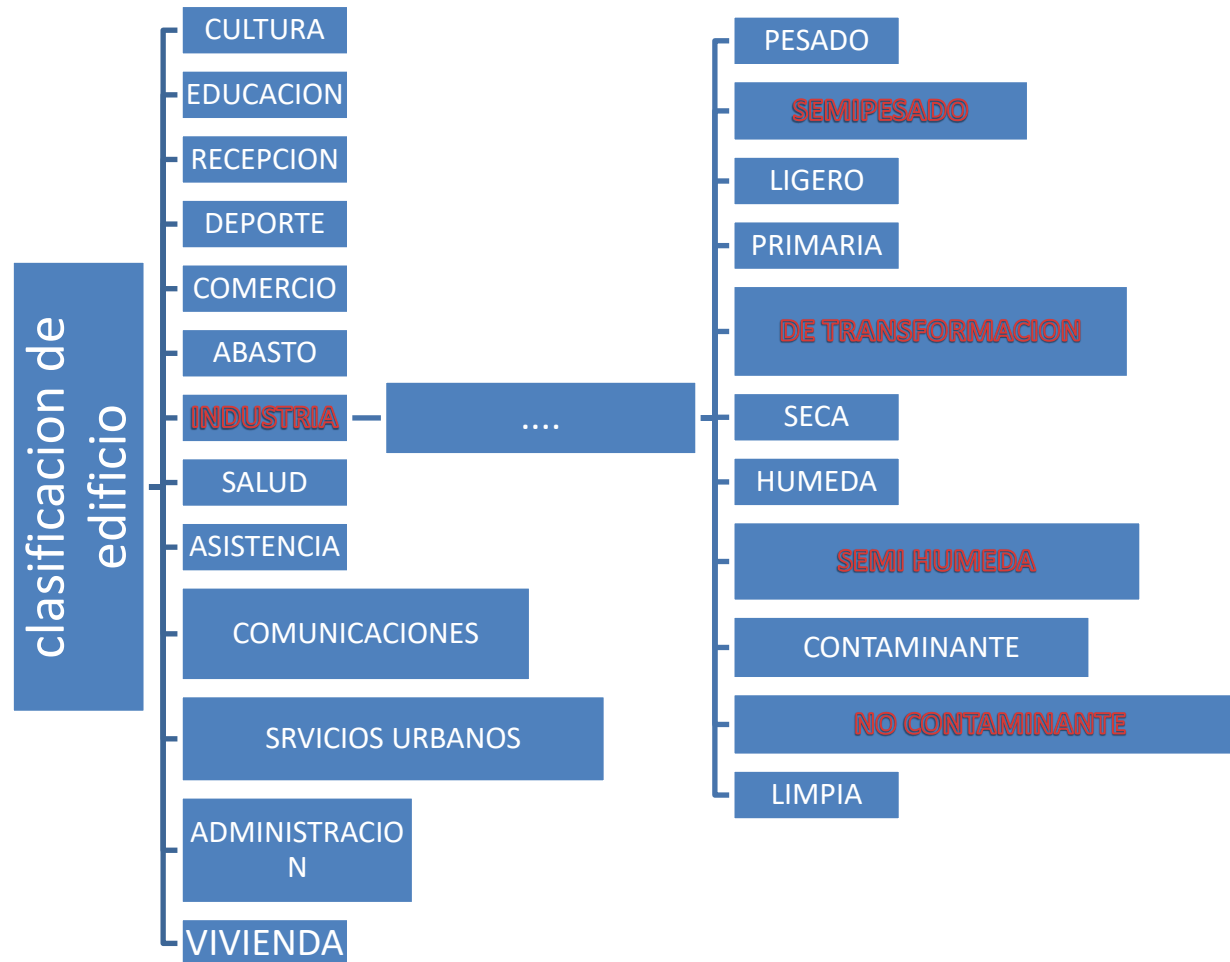 clasificacion de
edificio
CULTURA
EDUCACION
RECEPCION
DEPORTE
COMERCIO
ABASTO
INDUSTRIA
SALUD
ASISTENCIA
COMUNICACIONES
SRVICIOS URBANOS
ADMINISTRACIO
N
VIVIENDA
....
PESADO
SEMIPESADO
LIGERO
PRIMARIA
DE TRANSFORMACION
SECA
HUMEDA
SEMI HUMEDA
CONTAMINANTE
NO CONTAMINANTE
LIMPIA